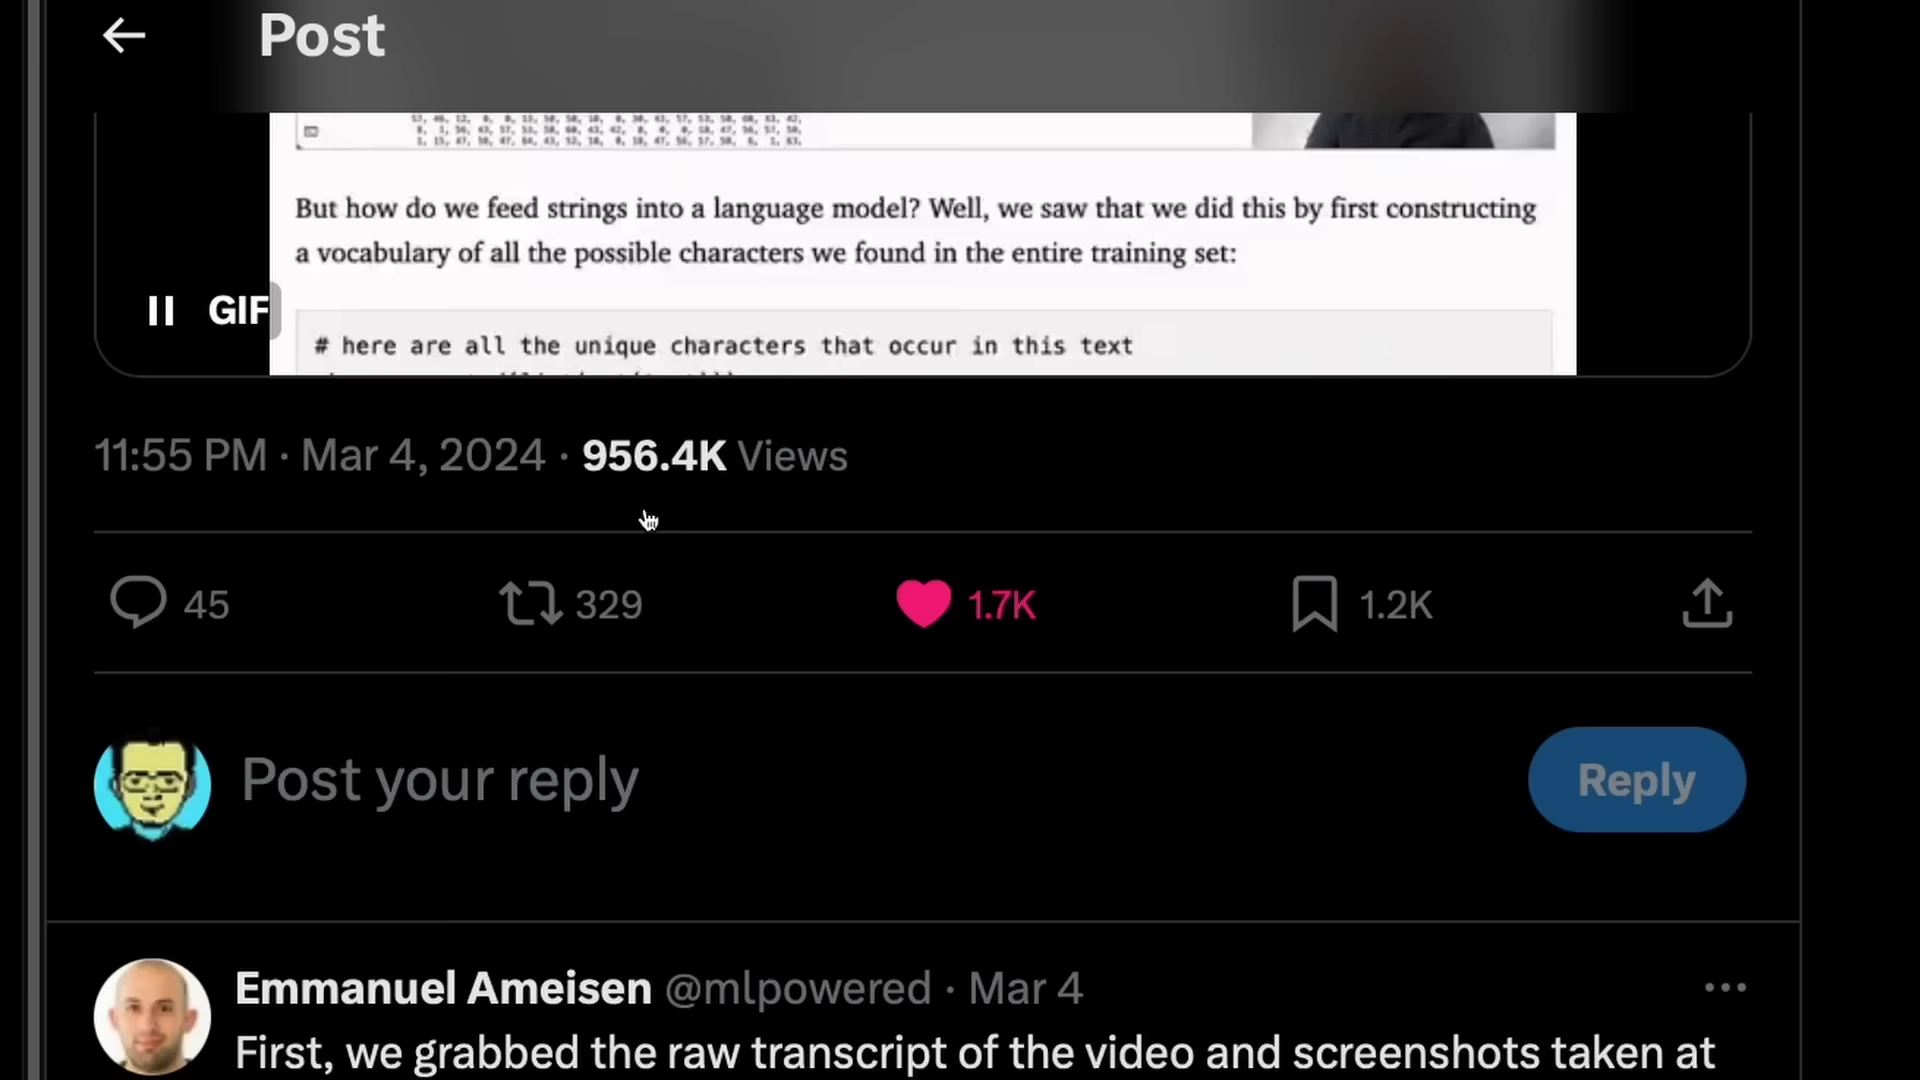 Post
But how do we feed strings into a language model? Well, we saw that we did this by first constructing
a vocabulary of all the possible characters we found in the entire training set:
GIF
# here are all the unique characters that occur in this text
11:55 PM · Mar 4, 2024 · 956.4K Views
45 329 1.7K 1.2K
Post your reply
Reply
Emmanuel Ameisen @mlpowered · Mar 4
First, we grabbed the raw transcript of the video and screenshots taken at